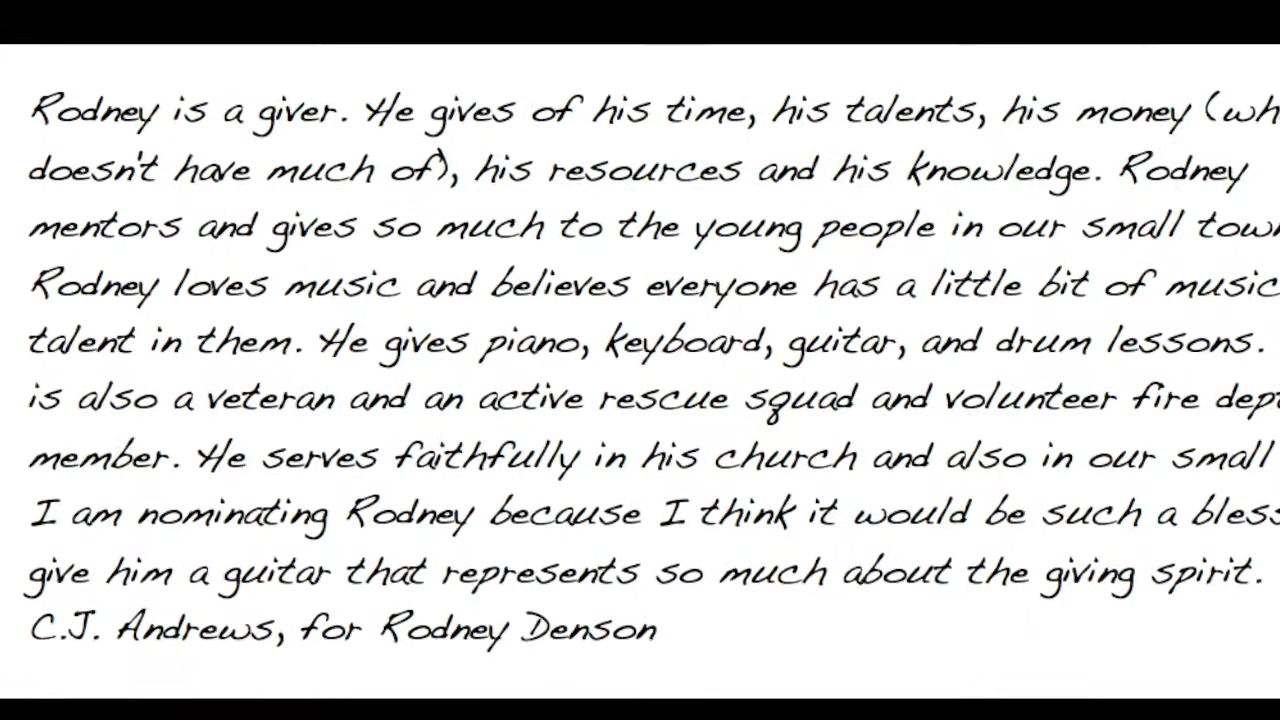 Rodney is a giver. He gives of his time, his talents, his money (wh
doesn't have much of), his resources and his knowledge. Rodney
mentors and gives so much to the young people in our small town
Rodney loves music and believes everyone has a little bit of music
talent in them. He gives piano, keyboard, guitar, and drum lessons.
is also a veteran and an active rescue squad and volunteer fire dept
member. He serves faithfully in his church and also in our small
I am nominating Rodney because I think it would be such a bless
give him a guitar that represents so much about the giving spirit.
C.J. Andrews, for Rodney Denson